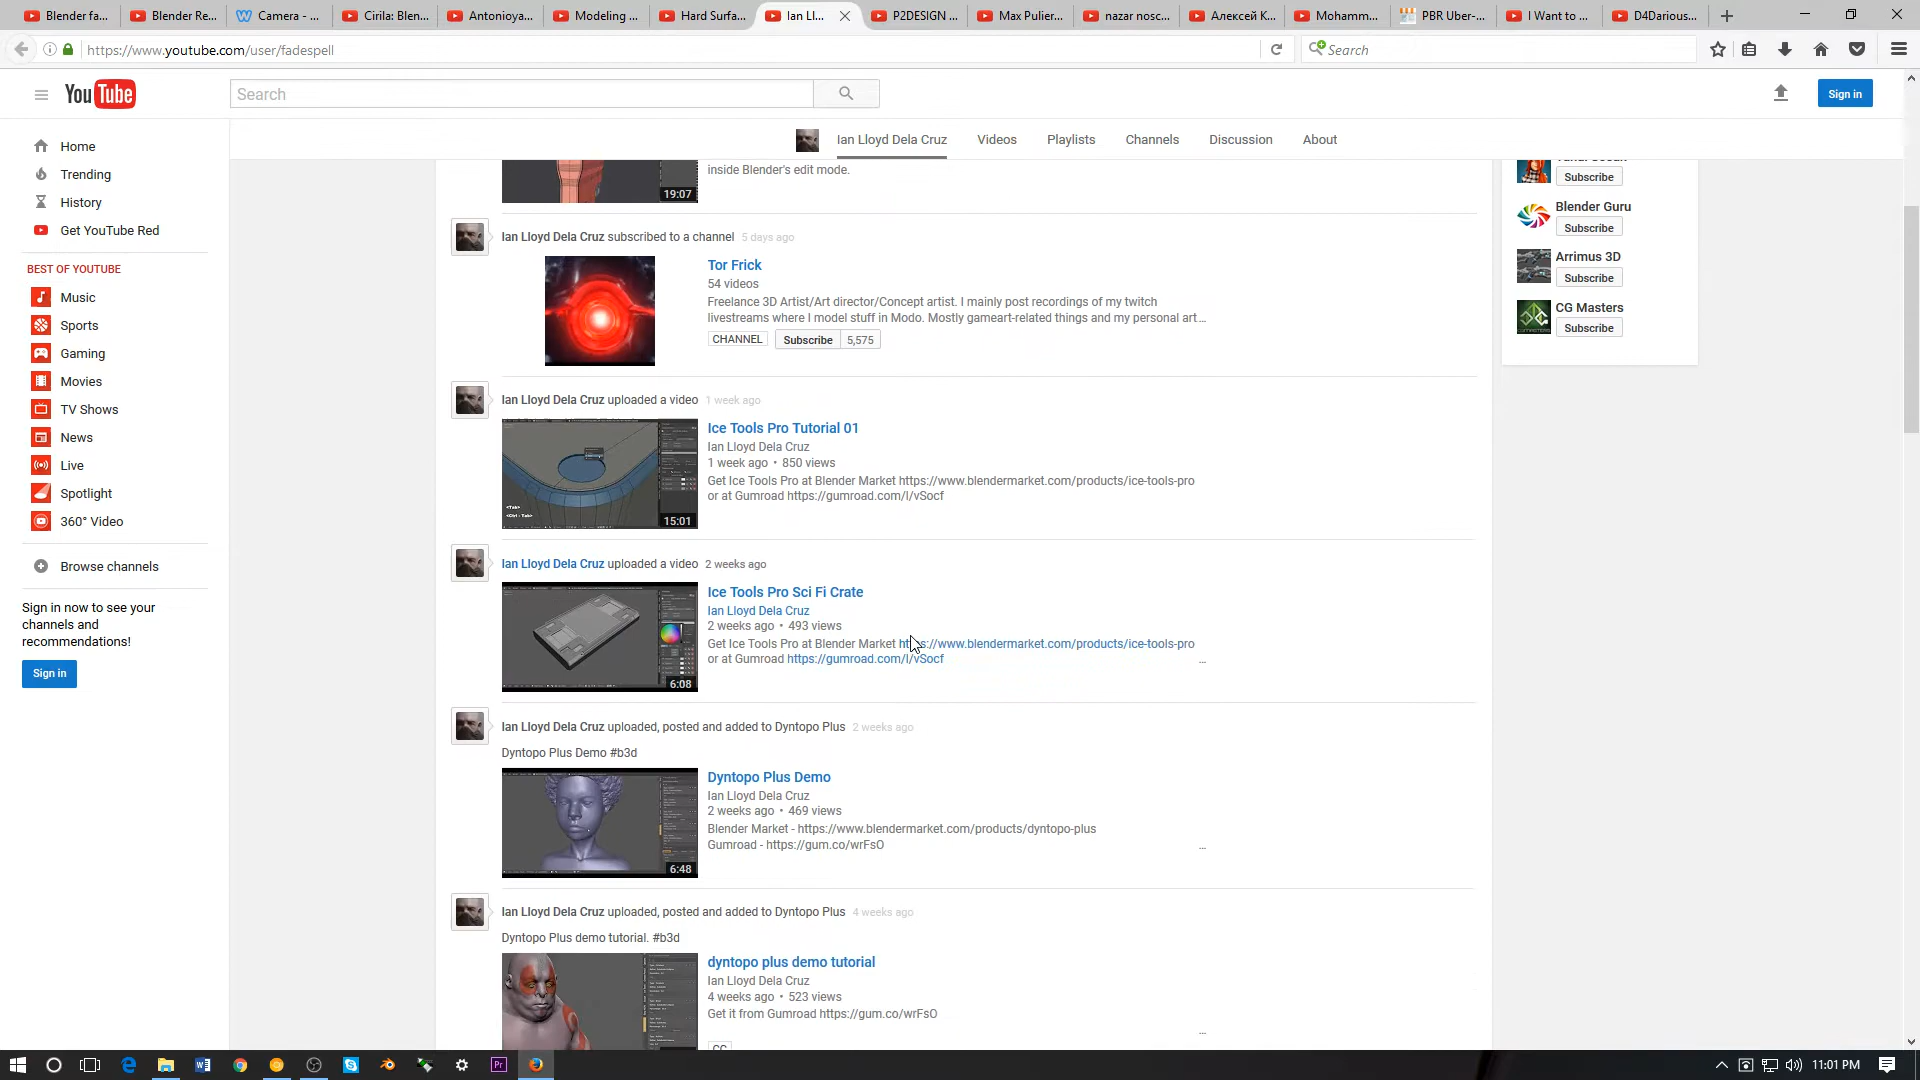 Blender fa...
Blender Re...
Camera - ...
Cirila: Blen...
Antonioya...
Modeling ...
Hard Surfa...
Ian Ll...
P2DESIGN ...
Max Pulier...
nazar nosc...
Алексей К...
Mohamm...
PBR Uber-...
I Want to ...
D4Darious...
https://www.youtube.com/user/fadespell
Search
YouTube
Search
Sign in
Ian Lloyd Dela Cruz
Videos
Playlists
Channels
Discussion
About
Home
Trending
History
Get YouTube Red
BEST OF YOUTUBE
Music
Sports
Gaming
Movies
TV Shows
News
Live
Spotlight
360° Video
Browse channels
Sign in now to see your
channels and
recommendations!
Sign in
19:07
inside Blender's edit mode.
Ian Lloyd Dela Cruz subscribed to a channel 5 days ago
Tor Frick
54 videos
Freelance 3D Artist/Art director/Concept artist. I mainly post recordings of my twitch
livestreams where I model stuff in Modo. Mostly gameart-related things and my personal art...
CHANNEL Subscribe 5,575
Ian Lloyd Dela Cruz uploaded a video 1 week ago
15:01
Ice Tools Pro Tutorial 01
Ian Lloyd Dela Cruz
1 week ago • 850 views
Get Ice Tools Pro at Blender Market https://www.blendermarket.com/products/ice-tools-pro
or at Gumroad https://gumroad.com/l/vSocf
Ian Lloyd Dela Cruz uploaded a video 2 weeks ago
6:08
Ice Tools Pro Sci Fi Crate
Ian Lloyd Dela Cruz
2 weeks ago • 493 views
Get Ice Tools Pro at Blender Market https://www.blendermarket.com/products/ice-tools-pro
or at Gumroad https://gumroad.com/l/vSocf ...
Ian Lloyd Dela Cruz uploaded, posted and added to Dyntopo Plus 2 weeks ago
Dyntopo Plus Demo #b3d
6:48
Dyntopo Plus Demo
Ian Lloyd Dela Cruz
2 weeks ago • 469 views
Blender Market - https://www.blendermarket.com/products/dyntopo-plus
Gumroad - https://gum.co/wrFsO ...
Ian Lloyd Dela Cruz uploaded, posted and added to Dyntopo Plus 4 weeks ago
Dyntopo Plus demo tutorial. #b3d
dyntopo plus demo tutorial
Ian Lloyd Dela Cruz
4 weeks ago • 523 views
Get it from Gumroad https://gum.co/wrFsO
...
Subscribe
Blender Guru
Subscribe
Arrimus 3D
Subscribe
CG Masters
Subscribe
11:01 PM